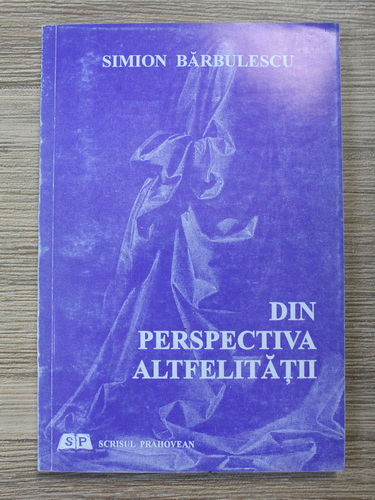 SIMION BĂRBULESCU
DIN
PERSPECTIVA
ALTFELITĂȚII
SP
SCRISUL PRAHOVEAN